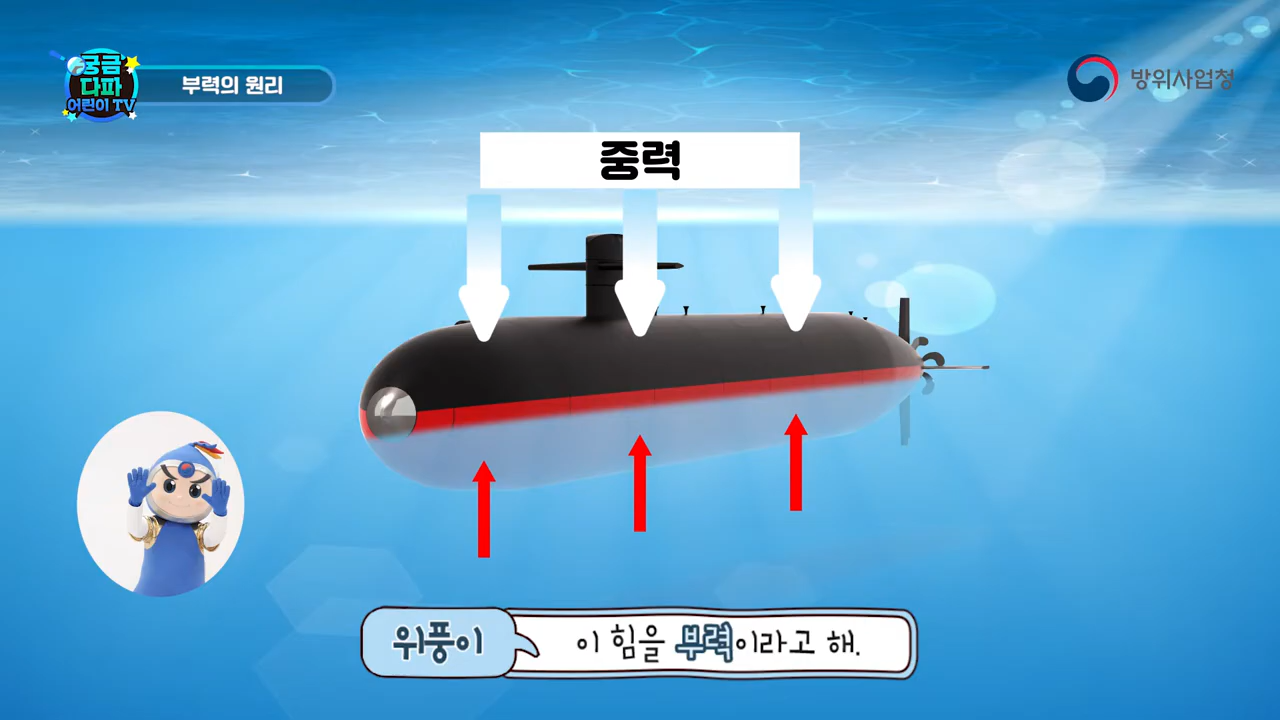 궁금
다파
어린이 TV
부력의 원리
방위사업청
중력
위풍이
이 힘을 부력이라고 해.